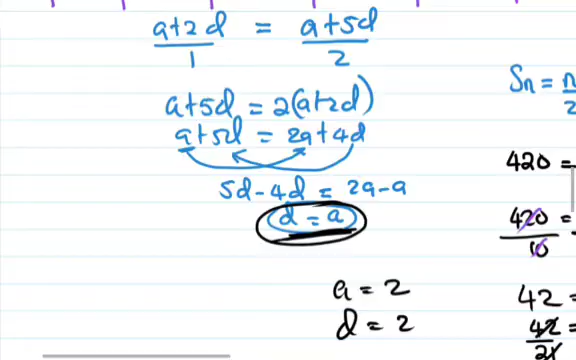 a+2d/1 = a+5d/2
a+5d = 2(a+2d)
a+5d = 2a+4d
5d-4d = 2a-a
d = a
a = 2
d = 2
Sn = n/2
420 =
420/10 =
42 =
42/21 =